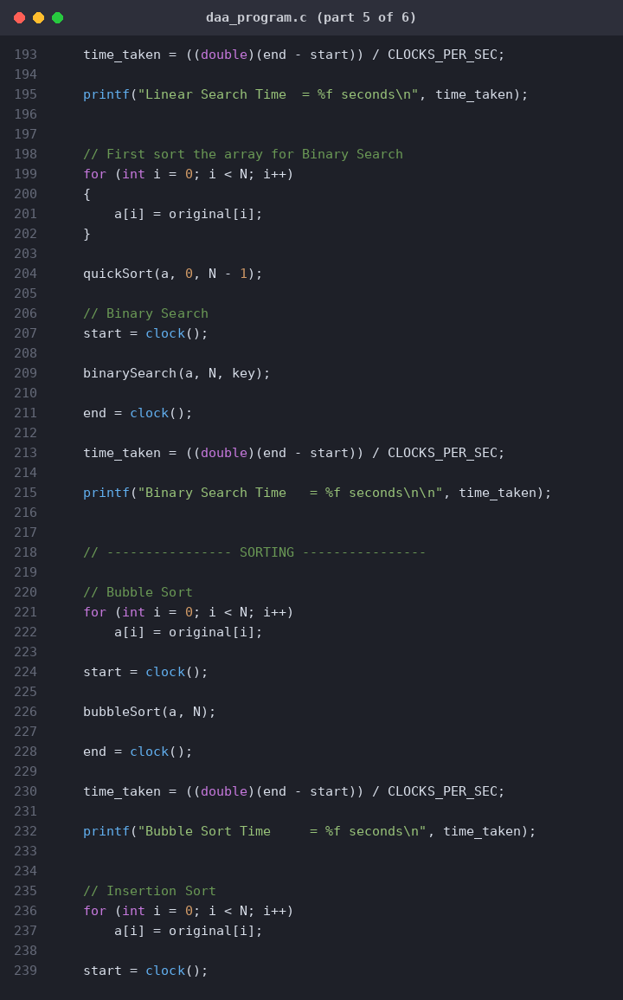 daa_program.c (part 5 of 6)
193     time_taken = ((double)(end - start)) / CLOCKS_PER_SEC;
194
195     printf("Linear Search Time  = %f seconds\n", time_taken);
196
197
198     // First sort the array for Binary Search
199     for (int i = 0; i < N; i++)
200     {
201         a[i] = original[i];
202     }
203
204     quickSort(a, 0, N - 1);
205
206     // Binary Search
207     start = clock();
208
209     binarySearch(a, N, key);
210
211     end = clock();
212
213     time_taken = ((double)(end - start)) / CLOCKS_PER_SEC;
214
215     printf("Binary Search Time   = %f seconds\n\n", time_taken);
216
217
218     // ---------------- SORTING ----------------
219
220     // Bubble Sort
221     for (int i = 0; i < N; i++)
222         a[i] = original[i];
223
224     start = clock();
225
226     bubbleSort(a, N);
227
228     end = clock();
229
230     time_taken = ((double)(end - start)) / CLOCKS_PER_SEC;
231
232     printf("Bubble Sort Time     = %f seconds\n", time_taken);
233
234
235     // Insertion Sort
236     for (int i = 0; i < N; i++)
237         a[i] = original[i];
238
239     start = clock();